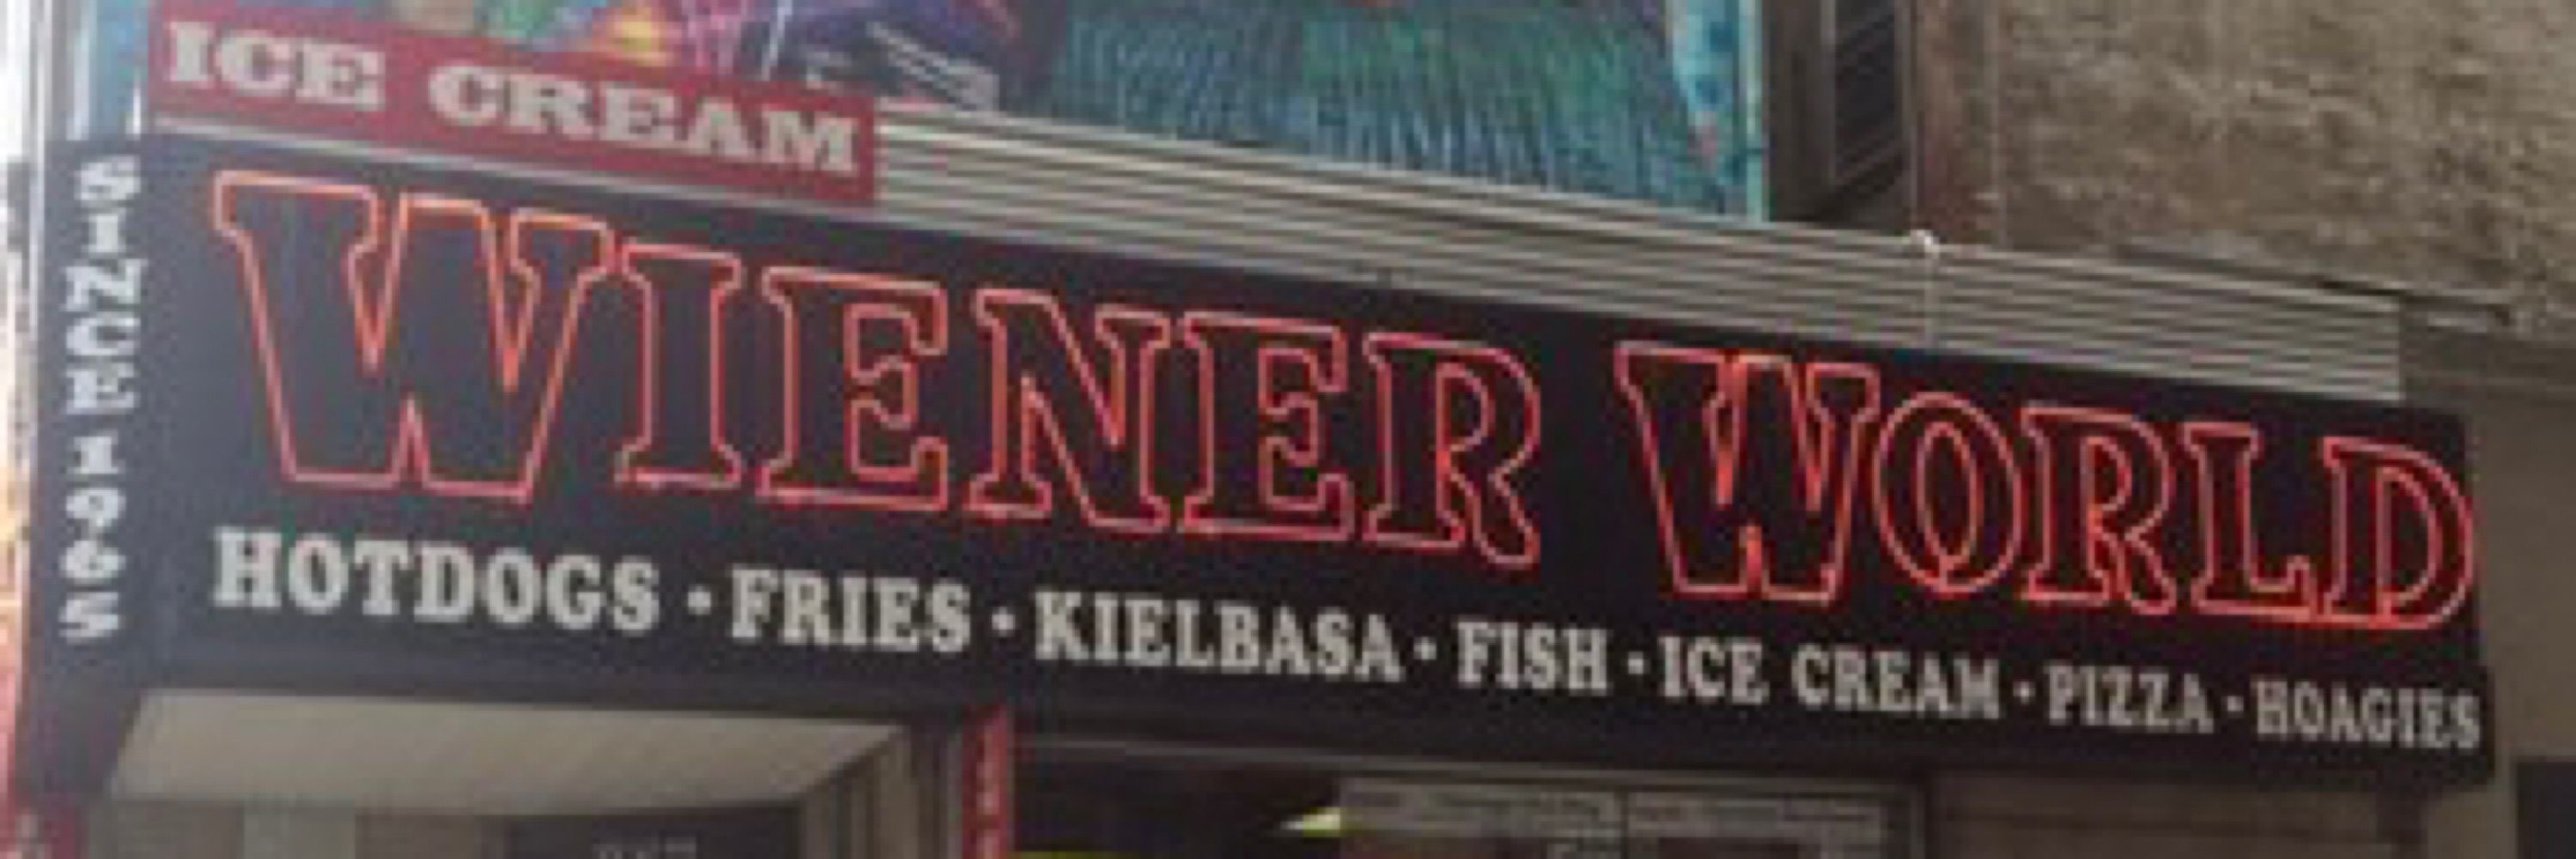 ICE CREAM
SINCE 1965
WIENER WORLD
HOTDOGS · FRIES · KIELBASA · FISH · ICE CREAM · PIZZA · HOAGIES